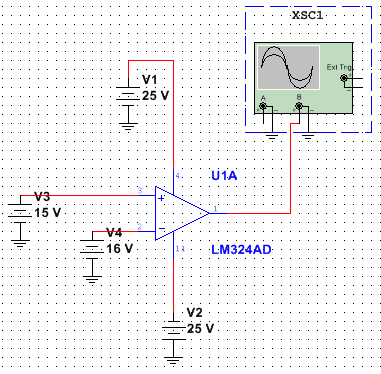 XSC1
Ext Trig
A
B
V1
25 V
4
U1A
3
1
V3
15 V
2
V4
16 V
11
LM324AD
V2
25 V